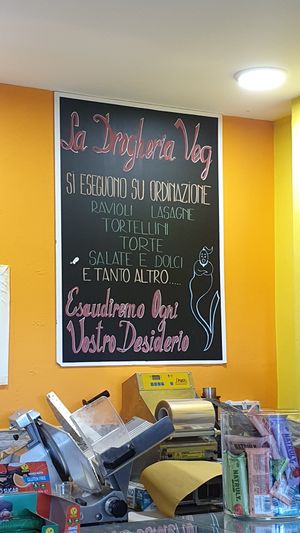 La Drogheria Veg
SI ESEGUONO SU ORDINAZIONE
RAVIOLI LASAGNE
TORTELLINI
TORTE
SALATE E DOLCI
E TANTO ALTRO.....
Esaudiremo Ogni
Vostro Desiderio